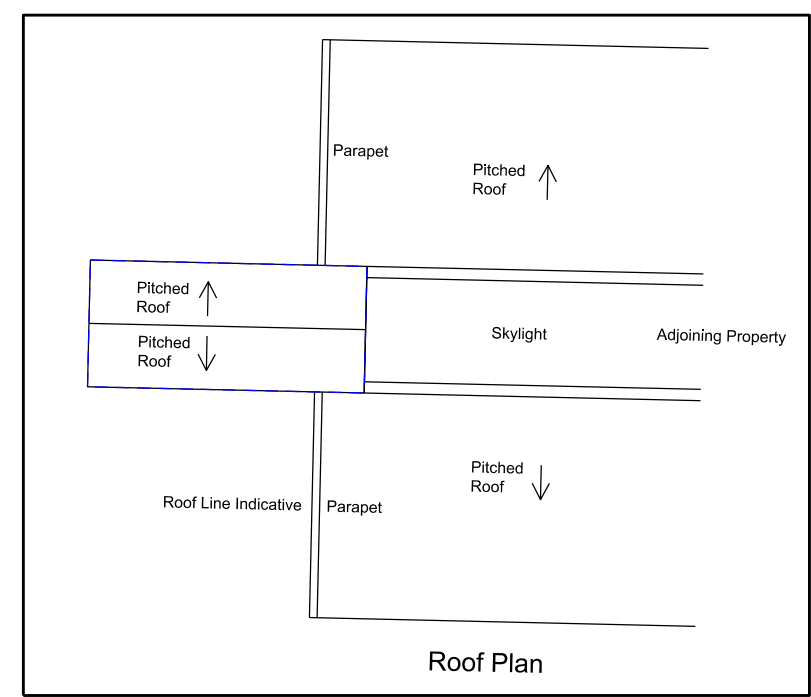 Parapet
Pitched
Roof
Pitched
Roof
Pitched
Roof
Skylight
Adjoining Property
Pitched
Roof
Roof Line Indicative
Parapet
Roof Plan